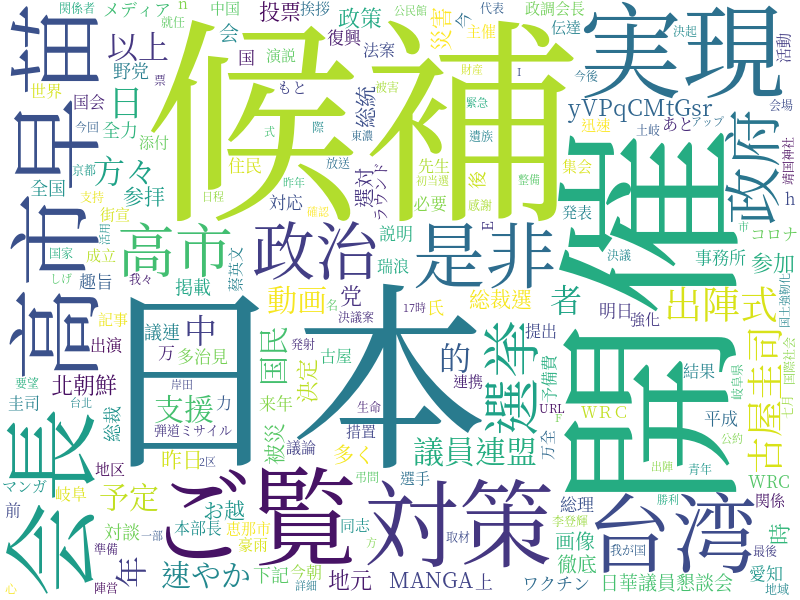 関係者
メディア
n
就任
挨拶
中国
会
国
演説
投票
復興
もと
公民館
代表
政策
今
主催
法案
災害
政調会長
伝達
財産
被害
緊急
I
決起
今後
活動
実現
候補
以上
野党
票
世界
国会
日
今回
全力
添付
式
際
総統
東濃
yVPqCMtGsr
会場
あと
アップ
迅速
土岐
遺族
高市早苗
京都
方々
全国
参拝
住民
昨年
放送
先生
初当選
整備
集会
政府
靖国神社
h
支持
街宣
日程
対応
選対
ラウンド
必要
後
感謝
発表
E
コロナ
国家
活用
成立
高市
確認
政治
説明
是非
開催
決議
事務所
市
参加
しげ
我々
趣旨
掲載
蔡英文
瑞浪
国土強靭化
記事
動画
党
氏
総裁選
者
明日
強化
出陣式
議連
中
名
決議案
17時
選挙
提出
出演
万
多治見
国民
決定
発射
古屋
的
連携
予備費
結果
古屋圭司
国際社会
岐阜県
七月
要望
北朝鮮
岸田
日本
URL
WRC
圭司
台北
支援
力
来年
生命
措置
F
平成
公約
総裁
弾道ミサイル
2区
被災
議論
万全
会長
地区
昨日
多く
議員連盟
出陣
青年
マンガ
岐阜
予定
ご覧
弔問
選手
対策
総理
勝利
WRC
関係
前
お越
台湾
李登輝
時
対談
本部長
恵那市
同志
方
画像
我が国
最後
準備
一部
年
豪雨
取材
徹底
速やか
下記
今朝
地元
MANGA
上
ワクチン
日華議員懇談会
愛知
地域
心
陣営
詳細